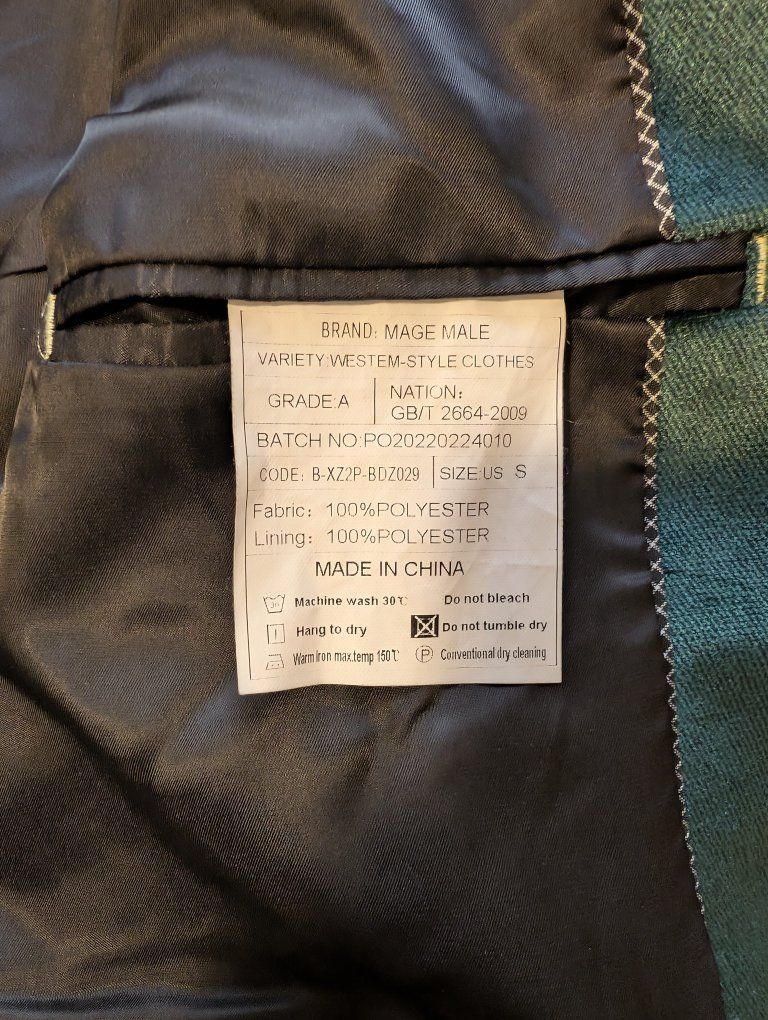 BRAND: MAGE MALE
VARIETY:WESTEM-STYLE CLOTHES
GRADE:A
NATION:
GB/T 2664-2009
BATCH NO:PO20220224010
CODE: B-XZ2P-BDZ029 SIZE:US S
Fabric: 100%POLYESTER
Lining: 100%POLYESTER
MADE IN CHINA
30 Machine wash 30℃ Do not bleach
Hang to dry Do not tumble dry
Warm iron max.temp 150℃ P Conventional dry cleaning